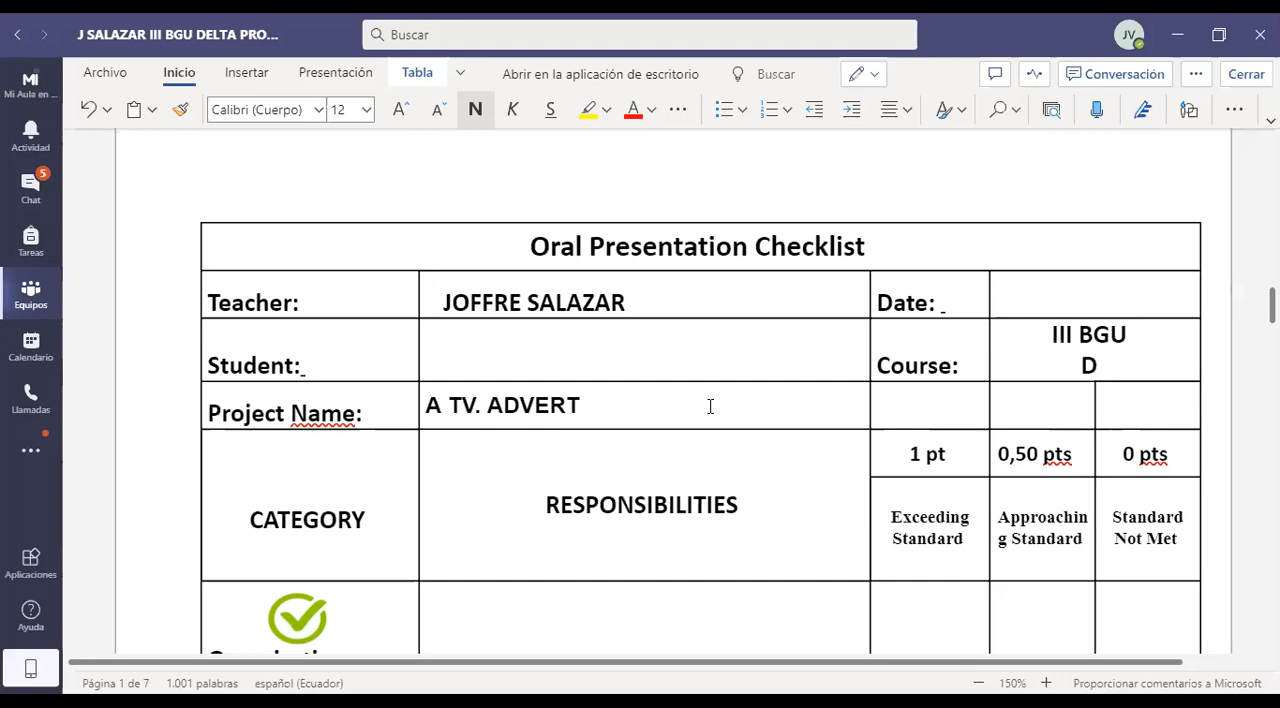 J SALAZAR III BGU DELTA PRO...
Buscar
JV
Archivo
Inicio
Insertar
Presentación
Tabla
Abrir en la aplicación de escritorio
Buscar
Conversación
Cerrar
Calibri (Cuerpo)
12
N
K
S
MI
Mi Aula en ...
Actividad
5
Chat
Tareas
Equipos
Calendario
Llamadas
Aplicaciones
Ayuda
Oral Presentation Checklist
Teacher: JOFFRE SALAZAR Date:
Student: Course: III BGU
D
Project Name: A TV. ADVERT
CATEGORY
RESPONSIBILITIES
1 pt 0,50 pts 0 pts
Exceeding
Standard
Approachin
g Standard
Standard
Not Met
Página 1 de 7
1.001 palabras
español (Ecuador)
150%
Proporcionar comentarios a Microsoft